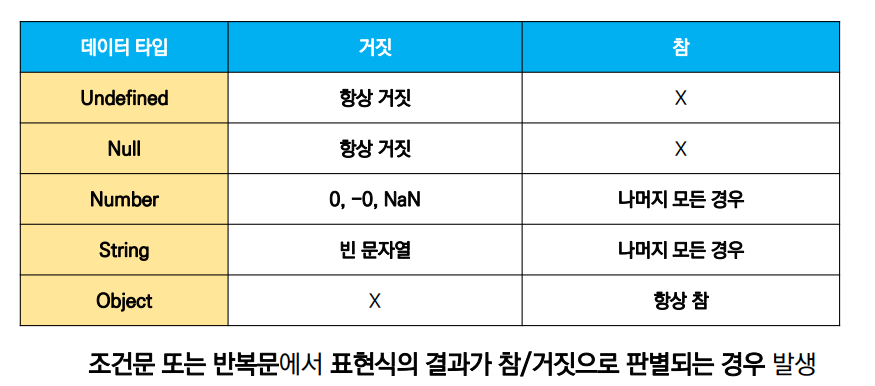 데이터 타입 거짓 참
Undefined 항상 거짓 X
Null 항상 거짓 X
Number 0, -0, NaN 나머지 모든 경우
String 빈 문자열 나머지 모든 경우
Object X 항상 참
조건문 또는 반복문에서 표현식의 결과가 참/거짓으로 판별되는 경우 발생